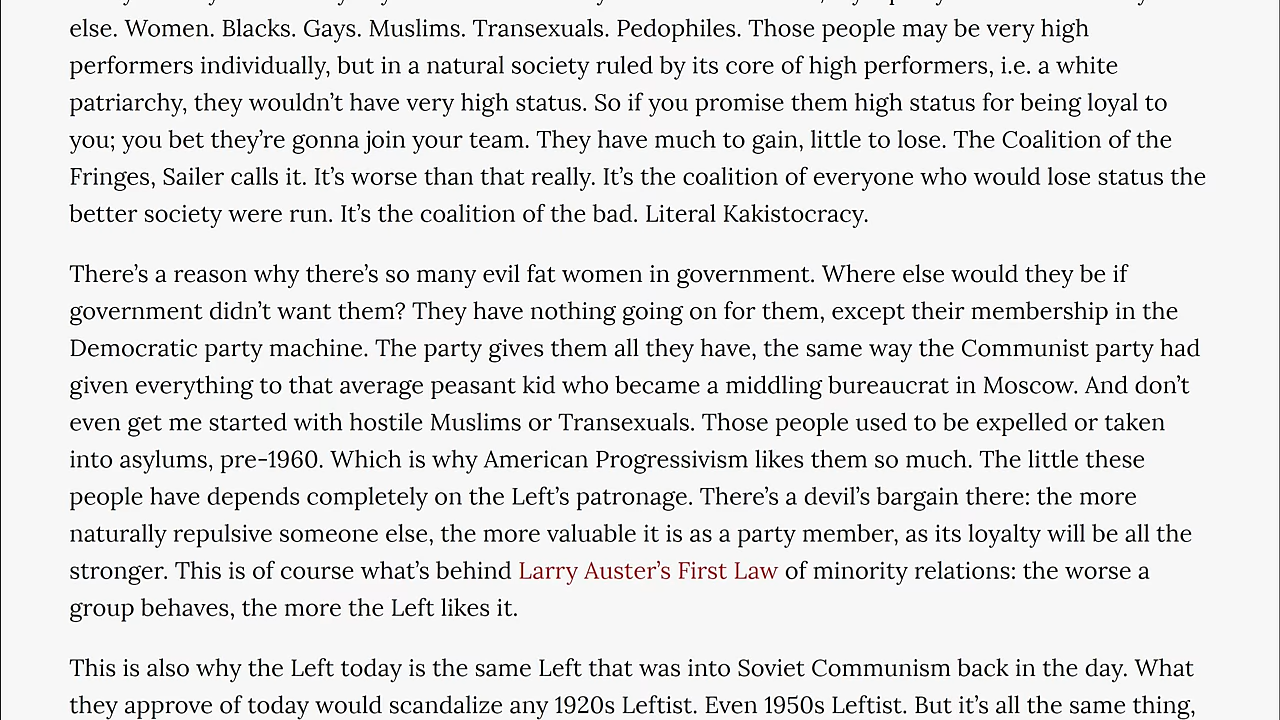 else. Women. Blacks. Gays. Muslims. Transexuals. Pedophiles. Those people may be very high
performers individually, but in a natural society ruled by its core of high performers, i.e. a white
patriarchy, they wouldn’t have very high status. So if you promise them high status for being loyal to
you; you bet they’re gonna join your team. They have much to gain, little to lose. The Coalition of the
Fringes, Sailer calls it. It’s worse than that really. It’s the coalition of everyone who would lose status the
better society were run. It’s the coalition of the bad. Literal Kakistocracy.
There’s a reason why there’s so many evil fat women in government. Where else would they be if
government didn’t want them? They have nothing going on for them, except their membership in the
Democratic party machine. The party gives them all they have, the same way the Communist party had
given everything to that average peasant kid who became a middling bureaucrat in Moscow. And don’t
even get me started with hostile Muslims or Transexuals. Those people used to be expelled or taken
into asylums, pre-1960. Which is why American Progressivism likes them so much. The little these
people have depends completely on the Left’s patronage. There’s a devil’s bargain there: the more
naturally repulsive someone else, the more valuable it is as a party member, as its loyalty will be all the
stronger. This is of course what’s behind Larry Auster’s First Law of minority relations: the worse a
group behaves, the more the Left likes it.
This is also why the Left today is the same Left that was into Soviet Communism back in the day. What
they approve of today would scandalize any 1920s Leftist. Even 1950s Leftist. But it’s all the same thing,